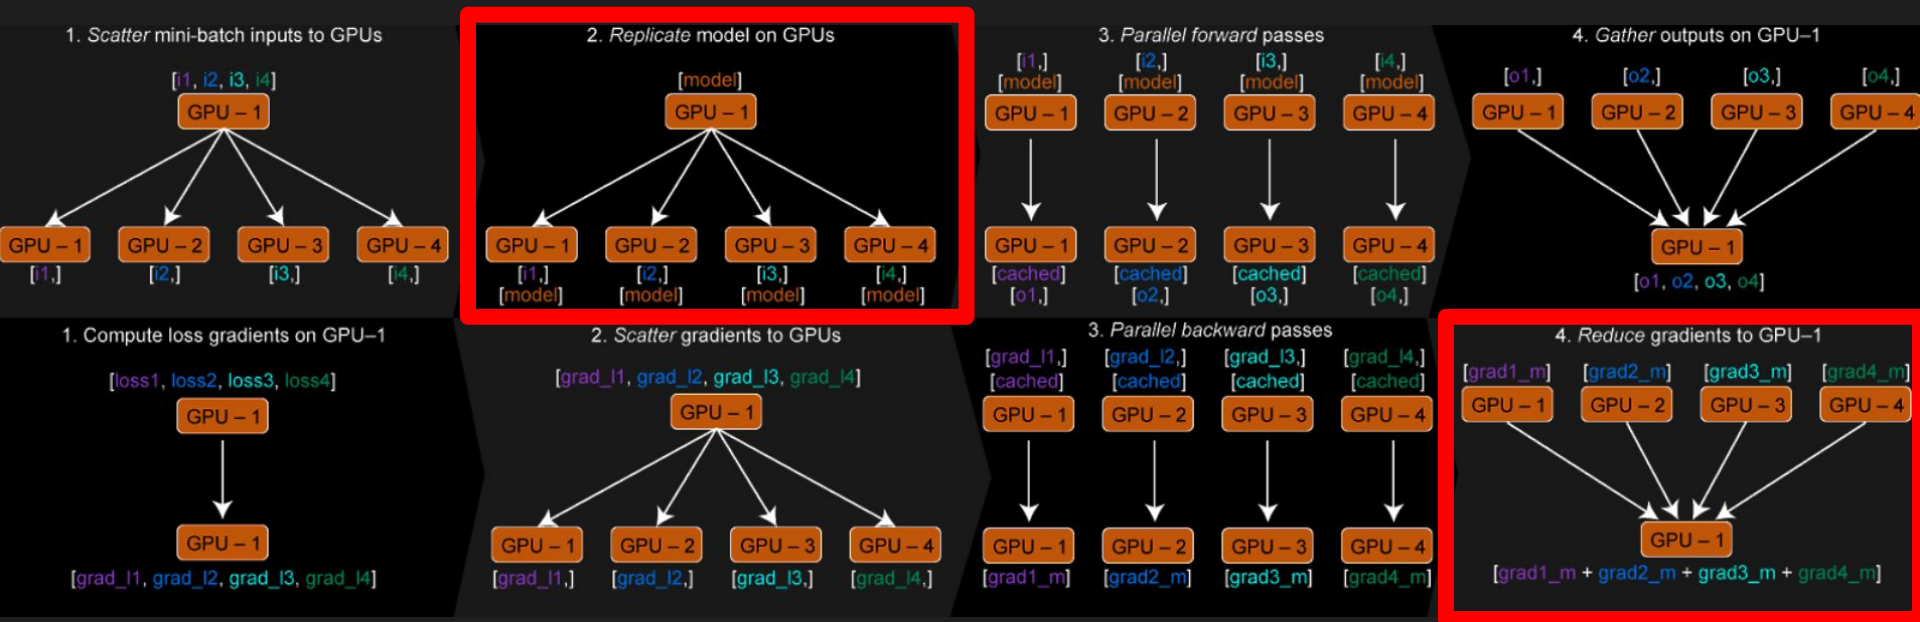 1. Scatter mini-batch inputs to GPUs
[i1, i2, i3, i4]
GPU – 1
GPU – 1 GPU – 2 GPU – 3 GPU – 4
[i1,] [i2,] [i3,] [i4,]
2. Replicate model on GPUs
[model]
GPU – 1
GPU – 1 GPU – 2 GPU – 3 GPU – 4
[i1,] [i2,] [i3,] [i4,]
[model] [model] [model] [model]
3. Parallel forward passes
[i1,] [i2,] [i3,] [i4,]
[model] [model] [model] [model]
GPU – 1 GPU – 2 GPU – 3 GPU – 4
GPU – 1 GPU – 2 GPU – 3 GPU – 4
[cached] [cached] [cached] [cached]
[o1,] [o2,] [o3,] [o4,]
4. Gather outputs on GPU–1
[o1,] [o2,] [o3,] [o4,]
GPU – 1 GPU – 2 GPU – 3 GPU – 4
GPU – 1
[o1, o2, o3, o4]
1. Compute loss gradients on GPU–1
[loss1, loss2, loss3, loss4]
GPU – 1
GPU – 1
[grad_l1, grad_l2, grad_l3, grad_l4]
2. Scatter gradients to GPUs
[grad_l1, grad_l2, grad_l3, grad_l4]
GPU – 1
GPU – 1 GPU – 2 GPU – 3 GPU – 4
[grad_l1,] [grad_l2,] [grad_l3,] [grad_l4,]
3. Parallel backward passes
[grad_l1,] [grad_l2,] [grad_l3,] [grad_l4,]
[cached] [cached] [cached] [cached]
GPU – 1 GPU – 2 GPU – 3 GPU – 4
GPU – 1 GPU – 2 GPU – 3 GPU – 4
[grad1_m] [grad2_m] [grad3_m] [grad4_m]
4. Reduce gradients to GPU–1
[grad1_m] [grad2_m] [grad3_m] [grad4_m]
GPU – 1 GPU – 2 GPU – 3 GPU – 4
GPU – 1
[grad1_m + grad2_m + grad3_m + grad4_m]